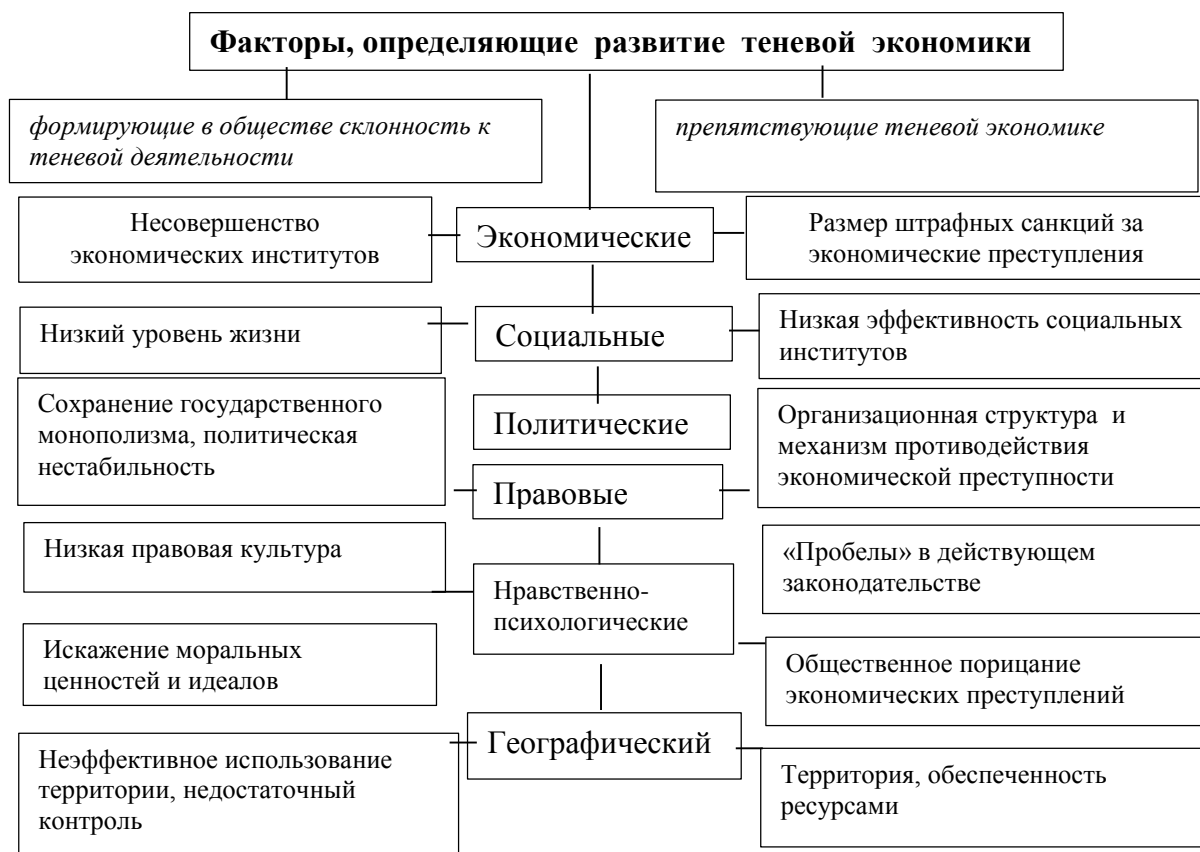 Факторы, определяющие развитие теневой экономики
формирующие в обществе склонность к
теневой деятельности
препятствующие теневой экономике
Несовершенство
экономических институтов
Экономические
Размер штрафных санкций за
экономические преступления
Низкий уровень жизни
Социальные
Низкая эффективность социальных
институтов
Сохранение государственного
монополизма, политическая
нестабильность
Политические
Организационная структура и
механизм противодействия
экономической преступности
Правовые
Низкая правовая культура
«Пробелы» в действующем
законодательстве
Нравственно-
психологические
Искажение моральных
ценностей и идеалов
Общественное порицание
экономических преступлений
Географический
Неэффективное использование
территории, недостаточный
контроль
Территория, обеспеченность
ресурсами